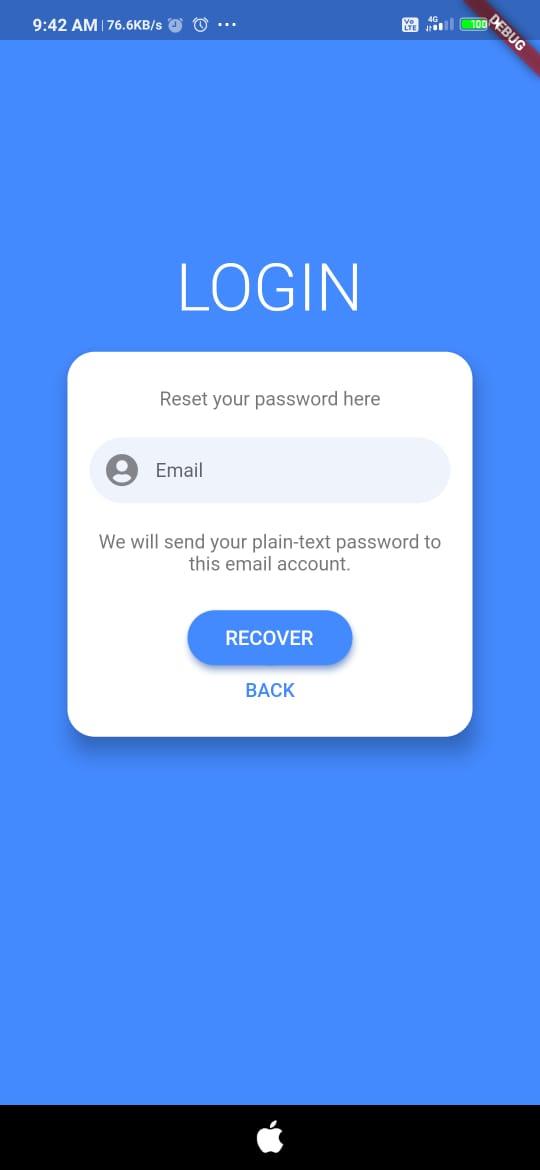 9:42 AM | 76.6KB/s ...
Vo LTE 4G 100
DEBUG
LOGIN
Reset your password here
Email
We will send your plain-text password to
this email account.
RECOVER
BACK